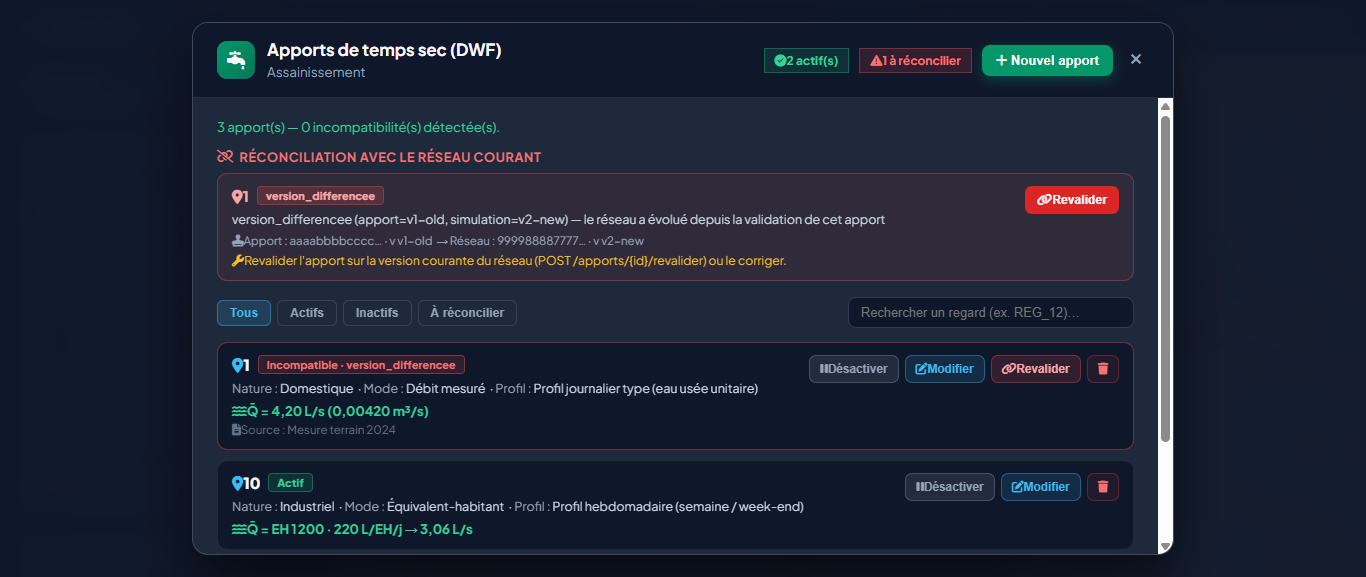 Apports de temps sec (DWF)
Assainissement
2 actif(s)
1 à réconcilier
+ Nouvel apport
×
3 apport(s) — 0 incompatibilité(s) détectée(s).
RÉCONCILIATION AVEC LE RÉSEAU COURANT
1 version_differencee
Revalider
version_differencee (apport=v1-old, simulation=v2-new) — le réseau a évolué depuis la validation de cet apport
Apport : aaaabbbbcccc… · v v1-old → Réseau : 999988887777… · v v2-new
Revalider l'apport sur la version courante du réseau (POST /apports/{id}/revalider) ou le corriger.
Tous Actifs Inactifs À réconcilier
Rechercher un regard (ex. REG_12)…
1 Incompatible · version_differencee
Désactiver Modifier Revalider
Nature : Domestique · Mode : Débit mesuré · Profil : Profil journalier type (eau usée unitaire)
Q̄ = 4,20 L/s (0,00420 m³/s)
Source : Mesure terrain 2024
10 Actif
Désactiver Modifier
Nature : Industriel · Mode : Équivalent-habitant · Profil : Profil hebdomadaire (semaine / week-end)
Q̄ = EH 1200 · 220 L/EH/j → 3,06 L/s